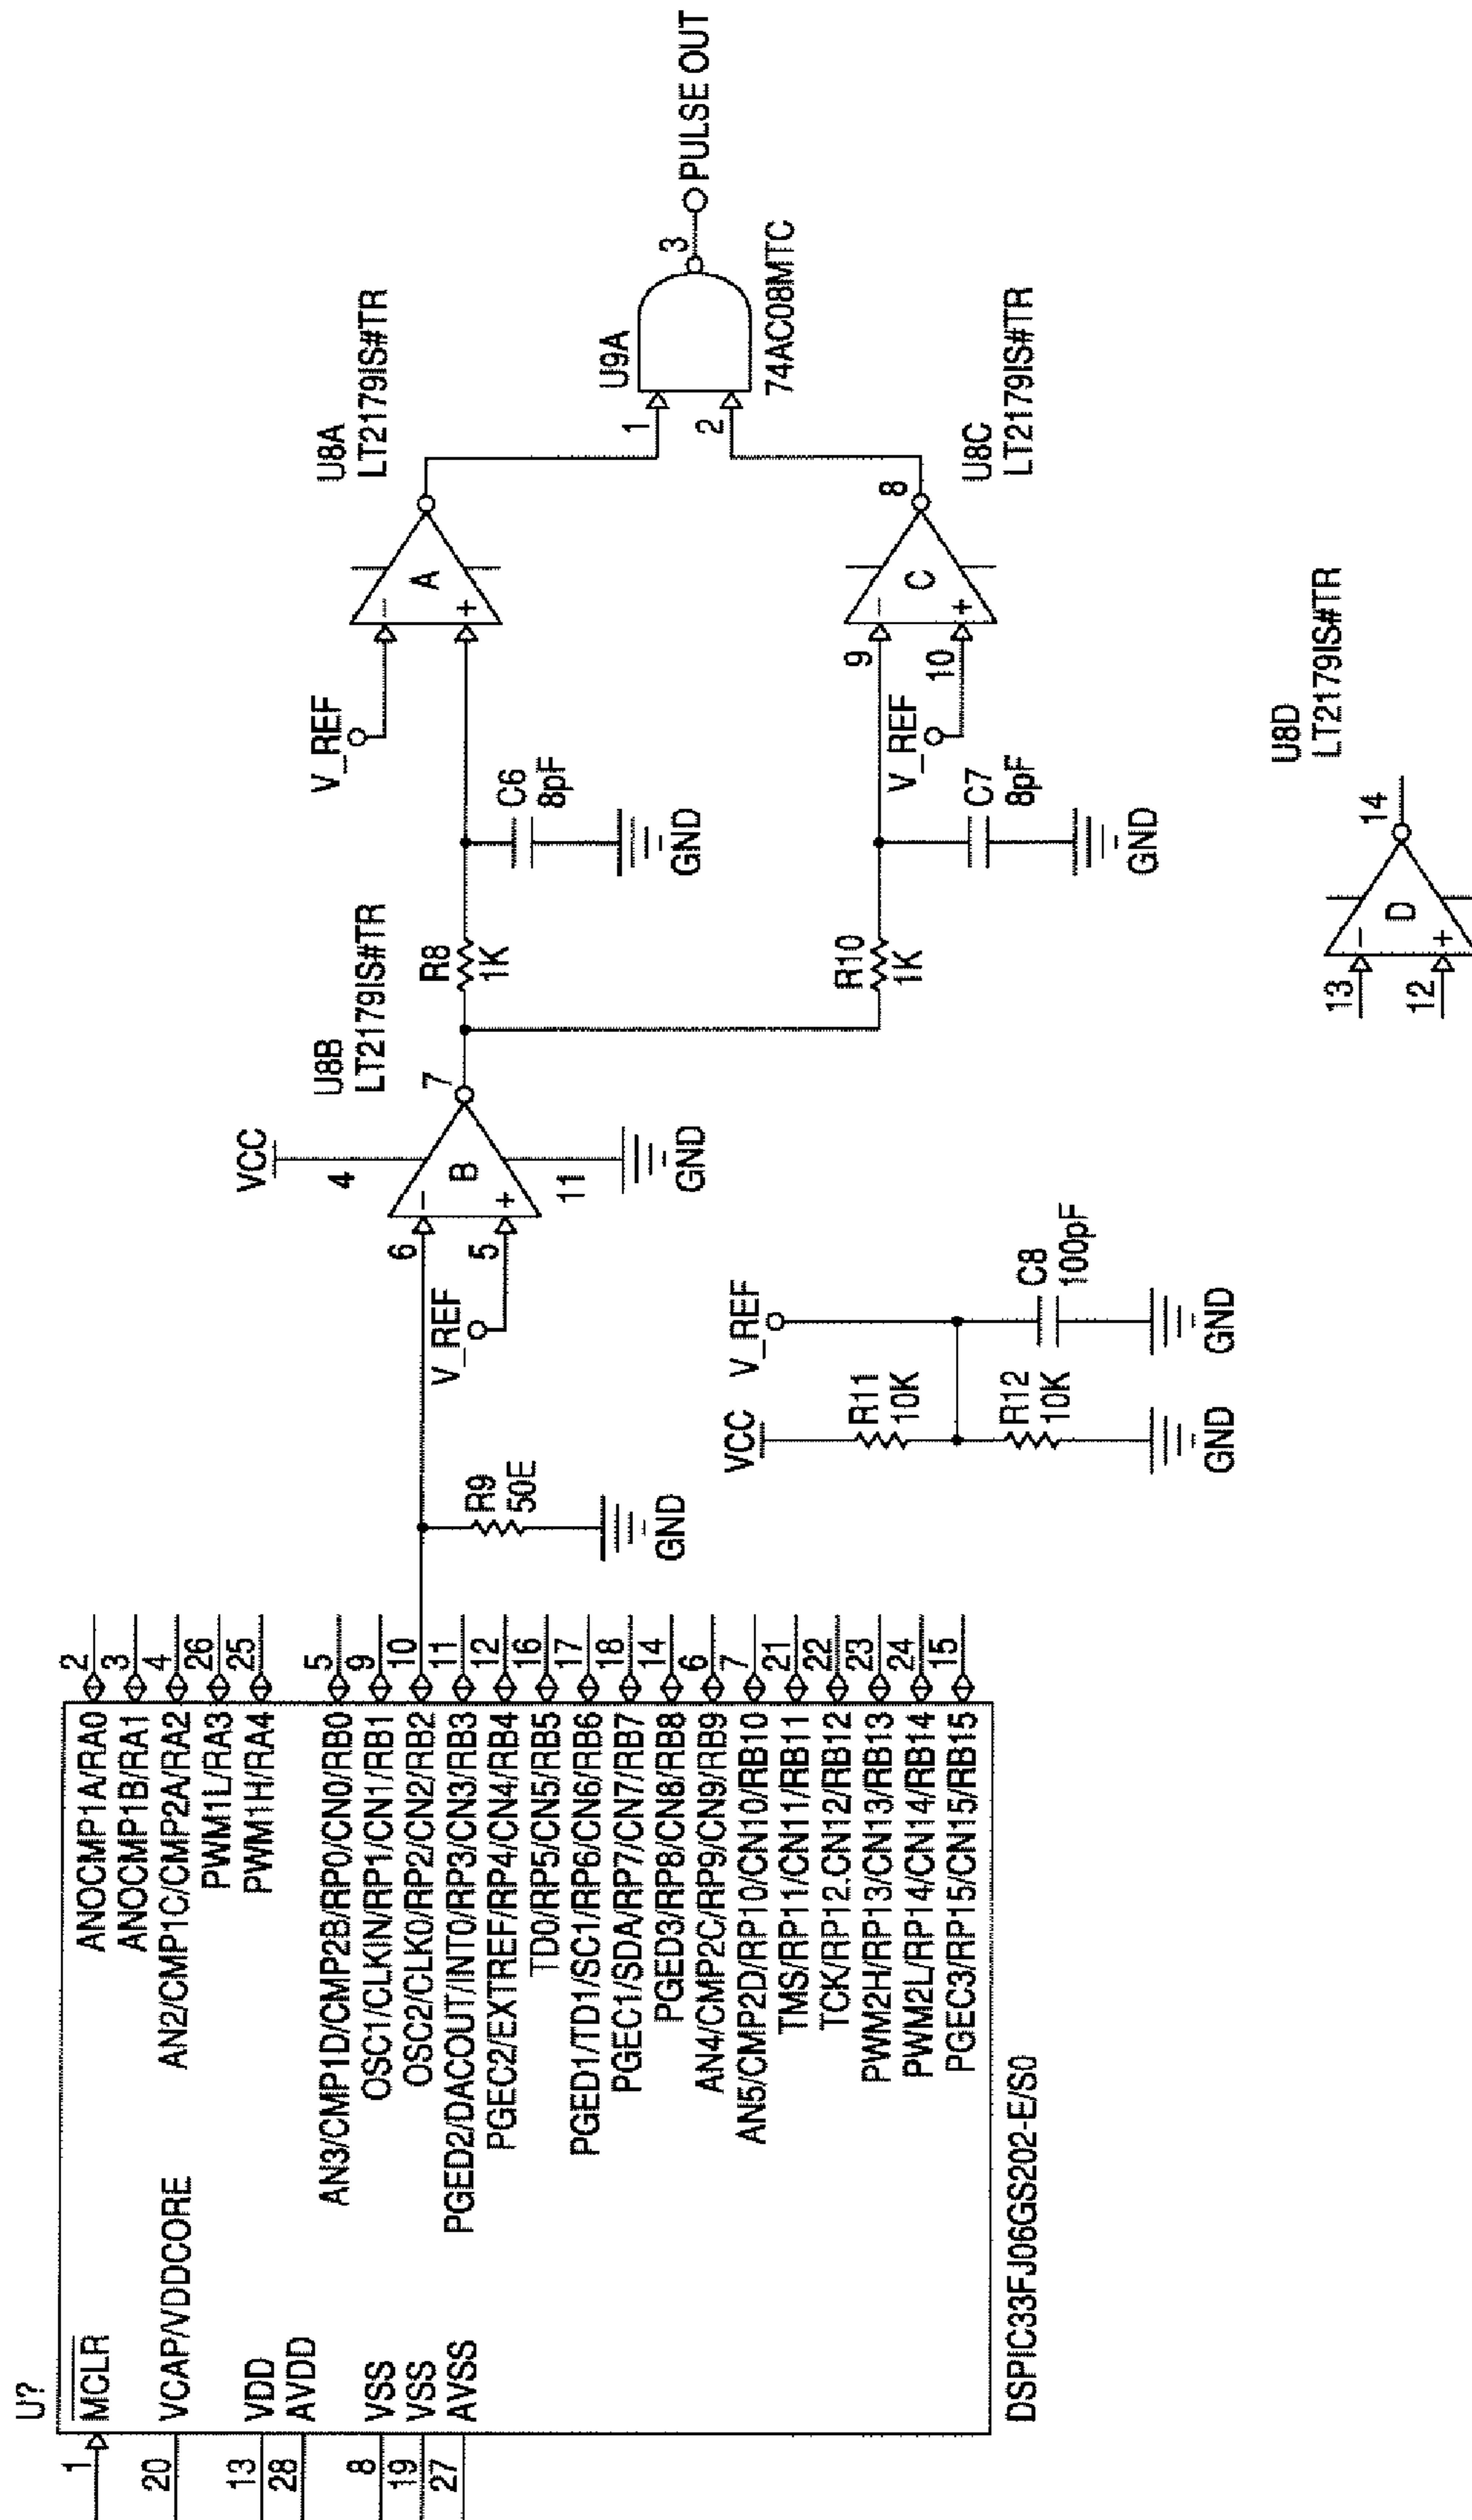 U?
1
MCLR
20
VCAP/VDDCORE
13
VDD
28
AVDD
8
VSS
19
VSS
27
AVSS
ANOCMP1A/RA0
2
ANOCMP1B/RA1
3
AN2/CMP1C/CMP2A/RA2
4
PWM1L/RA3
26
PWM1H/RA4
25
AN3/CMP1D/CMP2B/RP0/CN0/RB0
5
OSC1/CLKIN/RP1/CN1/RB1
9
OSC2/CLK0/RP2/CN2/RB2
10
PGED2/DACOUT/INT0/RP3/CN3/RB3
11
PGEC2/EXTREF/RP4/CN4/RB4
12
TD0/RP5/CN5/RB5
16
PGED1/TD1/SC1/RP6/CN6/RB6
17
PGEC1/SDA/RP7/CN7/RB7
18
PGED3/RP8/CN8/RB8
14
AN4/CMP2C/RP9/CN9/RB9
6
AN5/CMP2D/RP10/CN10/RB10
7
TMS/RP11/CN11/RB11
21
TCK/RP12.CN12/RB12
22
PWM2H/RP13/CN13/RB13
23
PWM2L/RP14/CN14/RB14
24
PGEC3/RP15/CN15/RB15
15
DSPIC33FJ06GS202-E/S0
R9
50E
GND
V_REF
6
5
VCC
4
-
B
+
11
GND
7
U8B
LT2179IS#TR
VCC
V_REF
R11
10K
R12
10K
C8
100pF
GND
GND
R8
1K
C6
8pF
GND
R10
1K
C7
8pF
GND
V_REF
-
A
+
U8A
LT2179IS#TR
V_REF
9
10
-
C
+
8
U8C
LT2179IS#TR
U9A
1
2
3
74AC08MTC
PULSE OUT
13
12
-
D
+
14
U8D
LT2179IS#TR